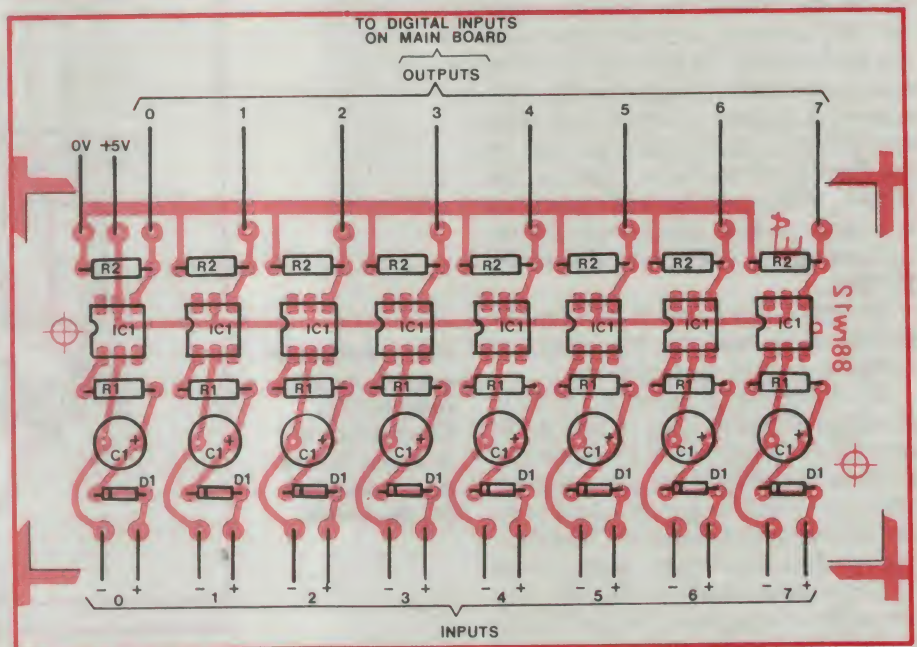 TO DIGITAL INPUTS
ON MAIN BOARD
OUTPUTS
0 1 2 3 4 5 6 7
0V +5V
R2 R2 R2 R2 R2 R2 R2 R2
IC1 IC1 IC1 IC1 IC1 IC1 IC1 IC1
R1 R1 R1 R1 R1 R1 R1 R1
C1 + C1 + C1 + C1 + C1 + C1 + C1 + C1 +
D1 D1 D1 D1 D1 D1 D1 D1
- + - + - + - + - + - + - + - +
0 1 2 3 4 5 6 7
INPUTS